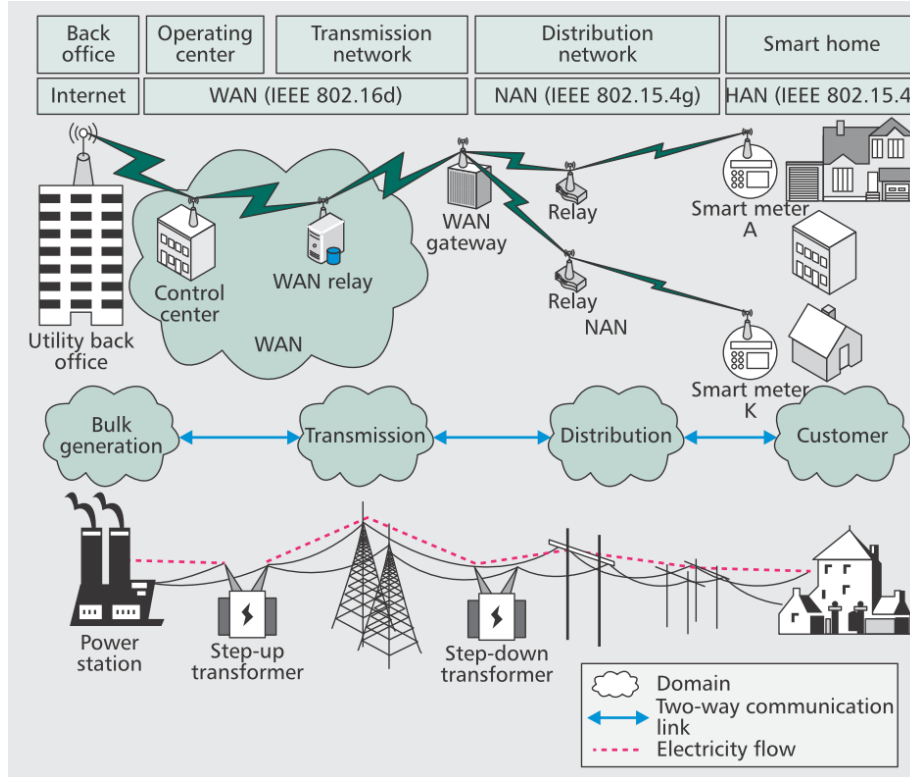 Back
office
Operating
center
Transmission
network
Distribution
network
Smart home
Internet
WAN (IEEE 802.16d)
NAN (IEEE 802.15.4g)
HAN (IEEE 802.15.4
Utility back
office
Control
center
WAN relay
WAN
WAN
gateway
Relay
Relay
NAN
Smart meter
A
Smart meter
K
Bulk
generation
Transmission
Distribution
Customer
Power
station
Step-up
transformer
Step-down
transformer
Domain
Two-way communication
link
Electricity flow